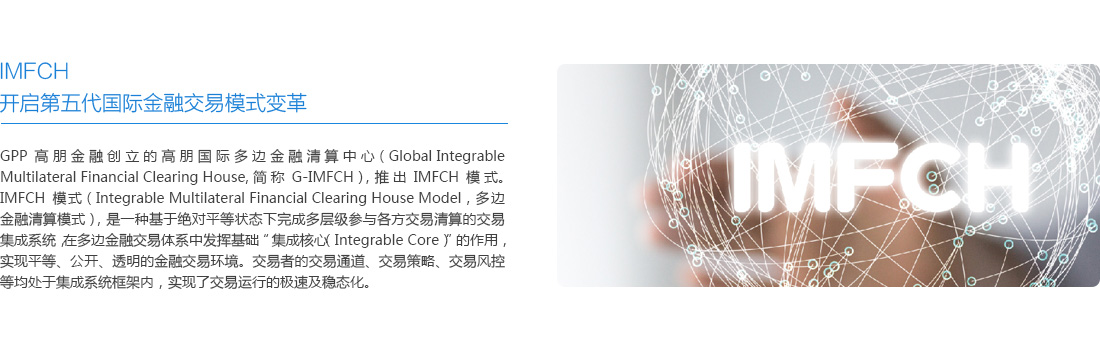 IMFCH
开启第五代国际金融交易模式变革
GPP 高朋金融创立的高朋国际多边金融清算中心 ( Global Integrable
Multilateral Financial Clearing House, 简称 G-IMFCH ) , 推出 IMFCH 模式。
IMFCH 模式 ( Integrable Multilateral Financial Clearing House Model , 多边
金融清算模式 ) , 是一种基于绝对平等状态下完成多层级参与各方交易清算的交易
集成系统 ,在多边金融交易体系中发挥基础 “ 集成核心( Integrable Core )” 的作用 ,
实现平等、公开、透明的金融交易环境。交易者的交易通道、交易策略、交易风控
等均处于集成系统框架内 , 实现了交易运行的极速及稳态化。
IMFCH